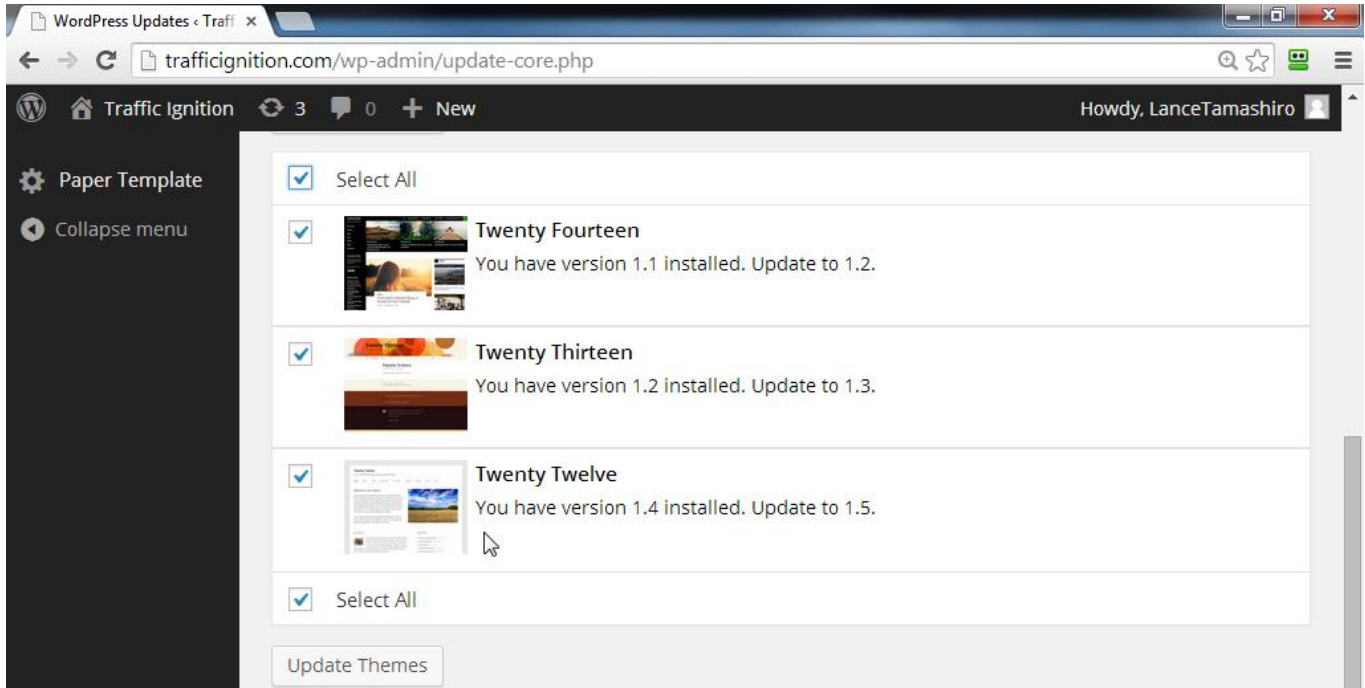 WordPress Updates ‹ Traff
trafficignition.com/wp-admin/update-core.php
Traffic Ignition 3 0 New Howdy, LanceTamashiro
Paper Template
Collapse menu
Select All
Twenty Fourteen
You have version 1.1 installed. Update to 1.2.
Twenty Thirteen
You have version 1.2 installed. Update to 1.3.
Twenty Twelve
You have version 1.4 installed. Update to 1.5.
Select All
Update Themes